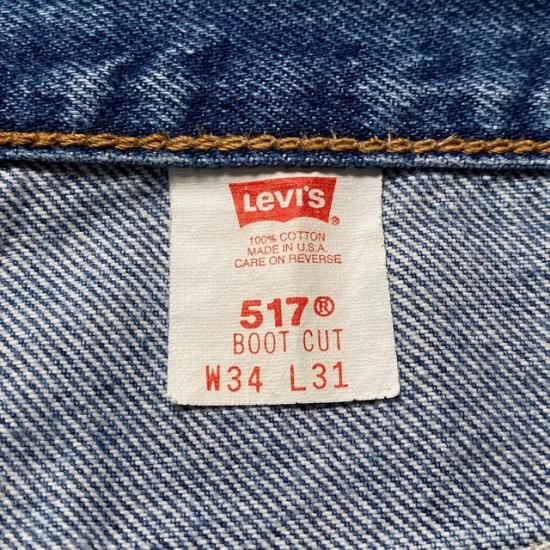 LEVI'S ®
100% COTTON
MADE IN U.S.A.
CARE ON REVERSE
517®
BOOT CUT
W34 L31